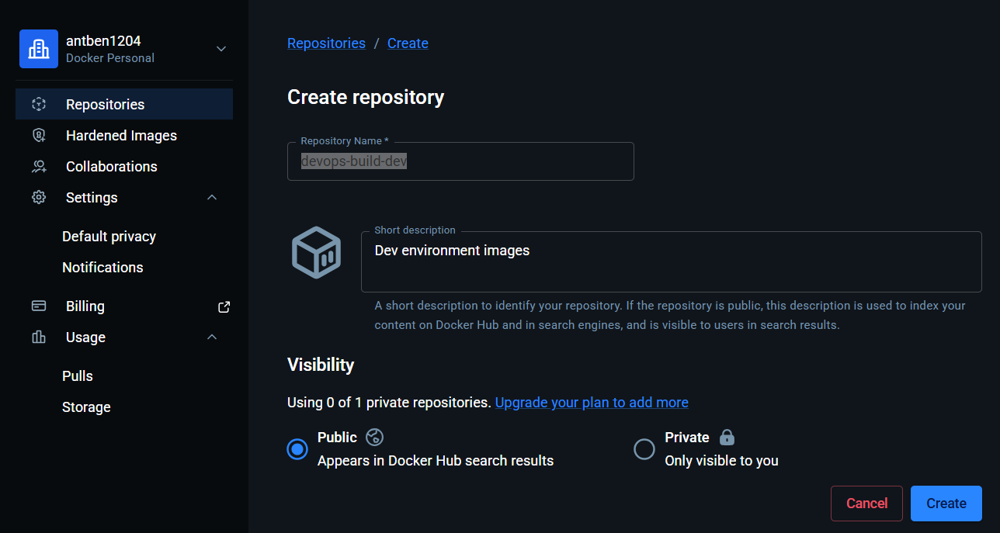 antben1204
Docker Personal
Repositories
Hardened Images
Collaborations
Settings
Default privacy
Notifications
Billing
Usage
Pulls
Storage
Repositories / Create
Create repository
Repository Name *
devops-build-dev
Short description
Dev environment images
A short description to identify your repository. If the repository is public, this description is used to index your
content on Docker Hub and in search engines, and is visible to users in search results.
Visibility
Using 0 of 1 private repositories. Upgrade your plan to add more
Public
Appears in Docker Hub search results
Private
Only visible to you
Cancel
Create